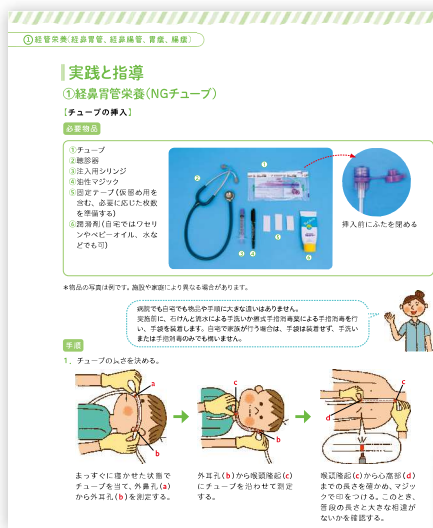 ①経管栄養(経鼻胃管、経鼻腸管、胃瘻、腸瘻)
実践と指導
①経鼻胃管栄養(NGチューブ)
【チューブの挿入】
必要物品
①チューブ
②聴診器
③注入用シリンジ
④油性マジック
⑤固定テープ(仮留め用を
含む、必要に応じた枚数
を準備する)
⑥潤滑剤(自宅ではワセリ
ンやベビーオイル、水な
どでも可)
①
②
③
④
⑤
⑥
挿入前にふたを閉める
*物品の写真は例です。施設や家庭により異なる場合があります。
病院でも自宅でも物品や手順に大きな違いはありません。
実施前に、石けんと流水による手洗いか擦式手指消毒薬による手指消毒を行
い、手袋を装着します。自宅で家族が行う場合は、手袋は装着せず、手洗い
または手指消毒のみでも構いません。
手順
1. チューブの長さを決める。
a
b
c
b
c
d
まっすぐに寝かせた状態で
チューブを当て、外鼻孔(a)
から外耳孔(b)を測定する。
外耳孔(b)から喉頭隆起(c)
にチューブを沿わせて測定
する。
喉頭隆起(c)から心窩部(d)
までの長さを確かめ、マジッ
クで印をつける。このとき、
普段の長さと大きな相違が
ないかを確認する。